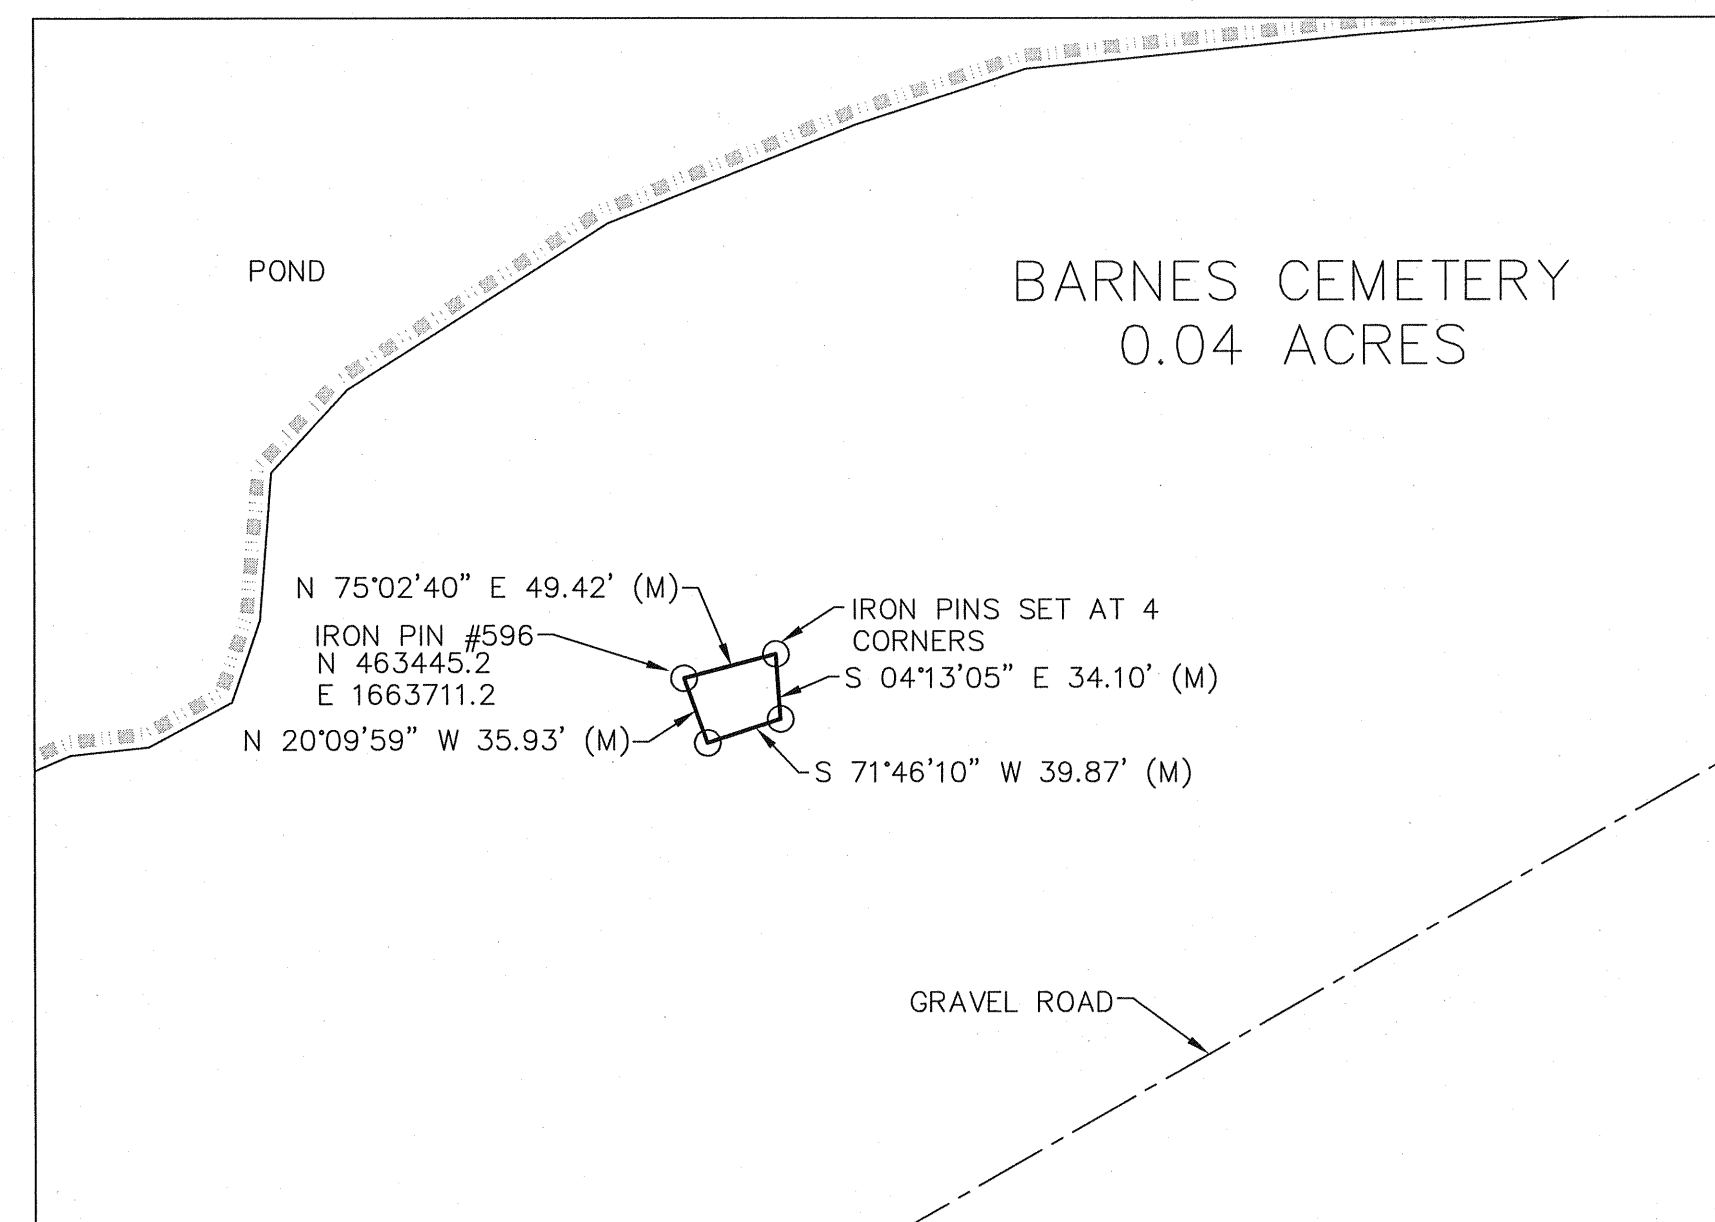 POND
BARNES CEMETERY
0.04 ACRES
N 75°02'40" E 49.42' (M)
IRON PIN #596
N 463445.2
E 1663711.2
N 20°09'59" W 35.93' (M)
IRON PINS SET AT 4
CORNERS
S 04°13'05" E 34.10' (M)
S 71°46'10" W 39.87' (M)
GRAVEL ROAD